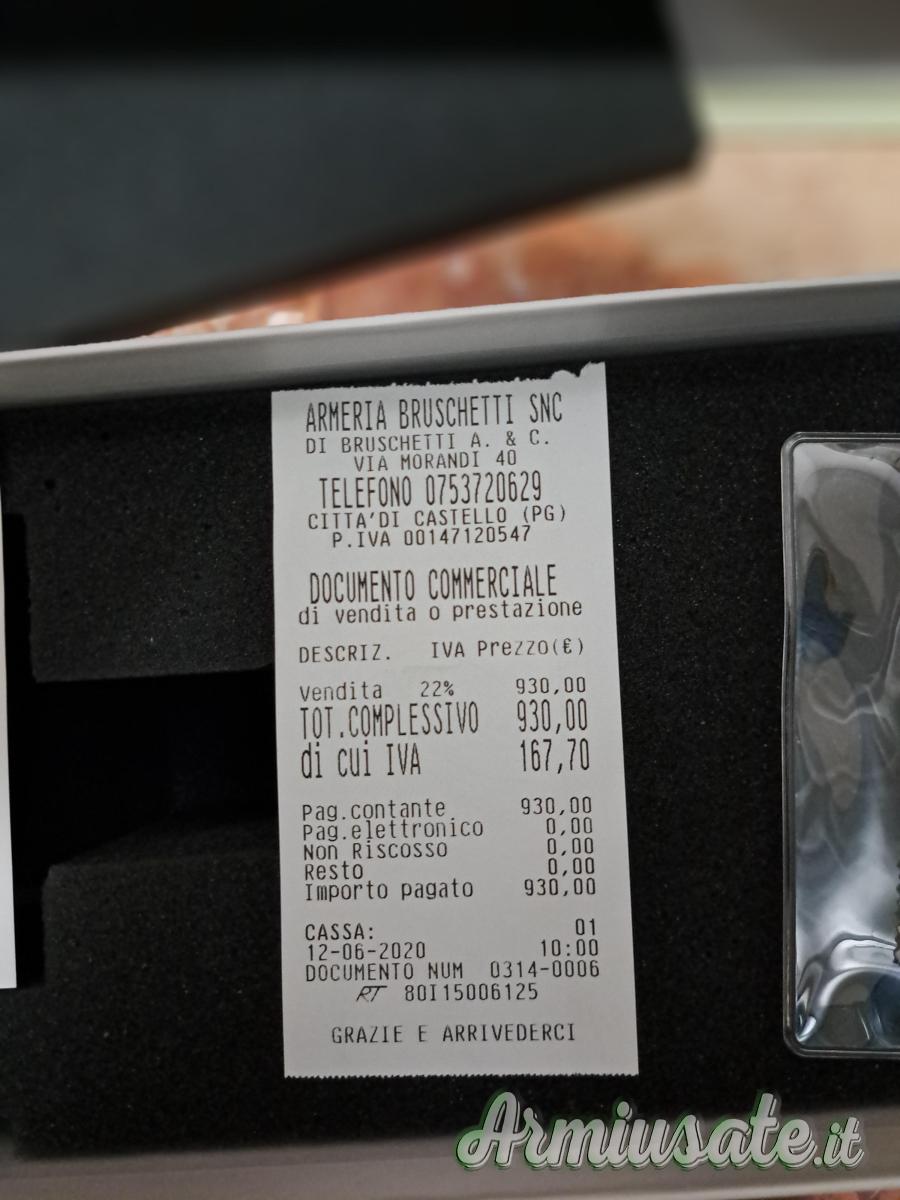 ARMERIA BRUSCHETTI SNC
DI BRUSCHETTI A. & C.
VIA MORANDI 40
TELEFONO 0753720629
CITTA'DI CASTELLO (PG)
P.IVA 00147120547
DOCUMENTO COMMERCIALE
di vendita o prestazione
DESCRIZ. IVA Prezzo(€)
Vendita 22% 930,00
TOT.COMPLESSIVO 930,00
di cui IVA 167,70
Pag.contante 930,00
Pag.elettronico 0,00
Non Riscosso 0,00
Resto 0,00
Importo pagato 930,00
CASSA: 01
12-06-2020 10:00
DOCUMENTO NUM 0314-0006
RT 80I15006125
GRAZIE E ARRIVEDERCI
Armiusate.it